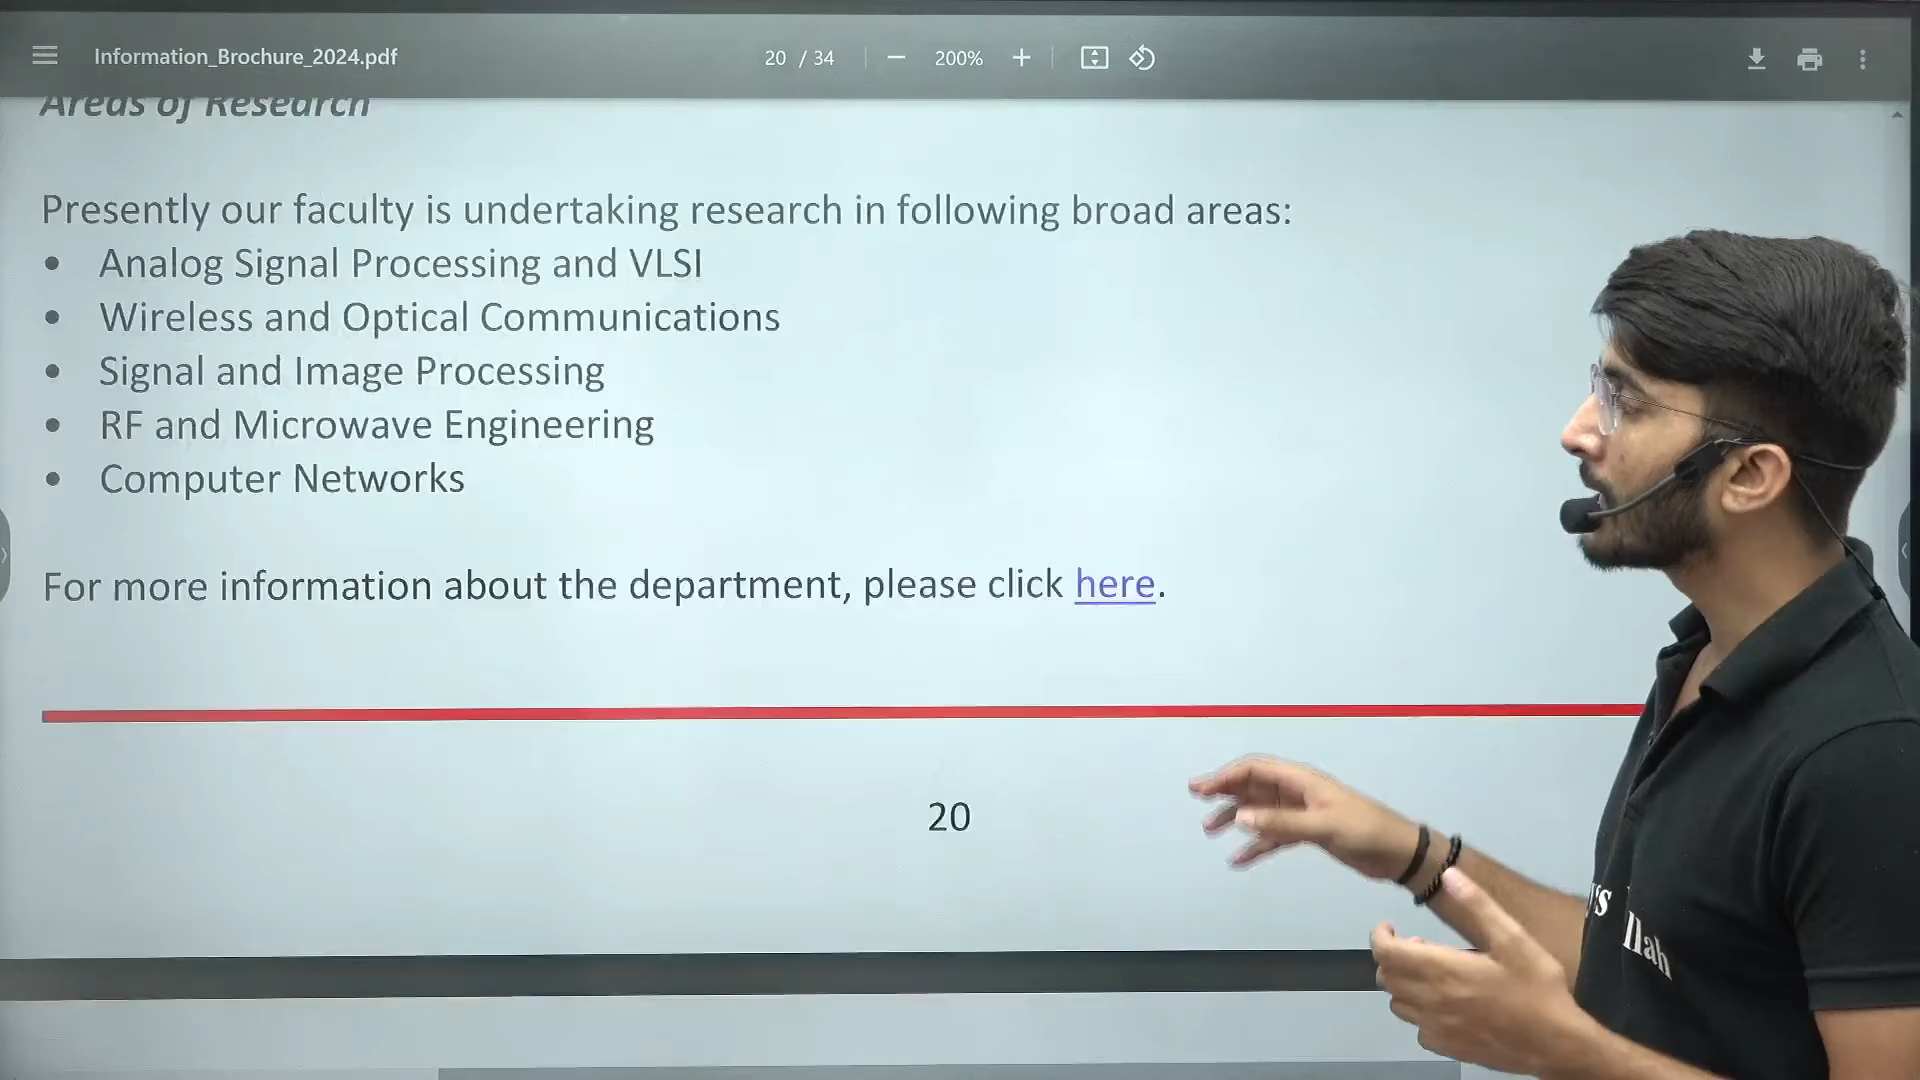 Information_Brochure_2024.pdf
20 / 34
200%
Areas of Research
Presently our faculty is undertaking research in following broad areas:
• Analog Signal Processing and VLSI
• Wireless and Optical Communications
• Signal and Image Processing
• RF and Microwave Engineering
• Computer Networks
For more information about the department, please click here.
20